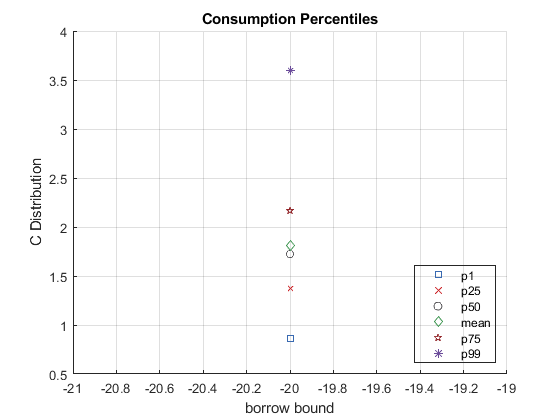 Consumption Percentiles
4
3.5
3
2.5
2
1.5
1
0.5
C Distribution
p1
p25
p50
mean
p75
p99
-21 -20.8 -20.6 -20.4 -20.2 -20 -19.8 -19.6 -19.4 -19.2 -19
borrow bound